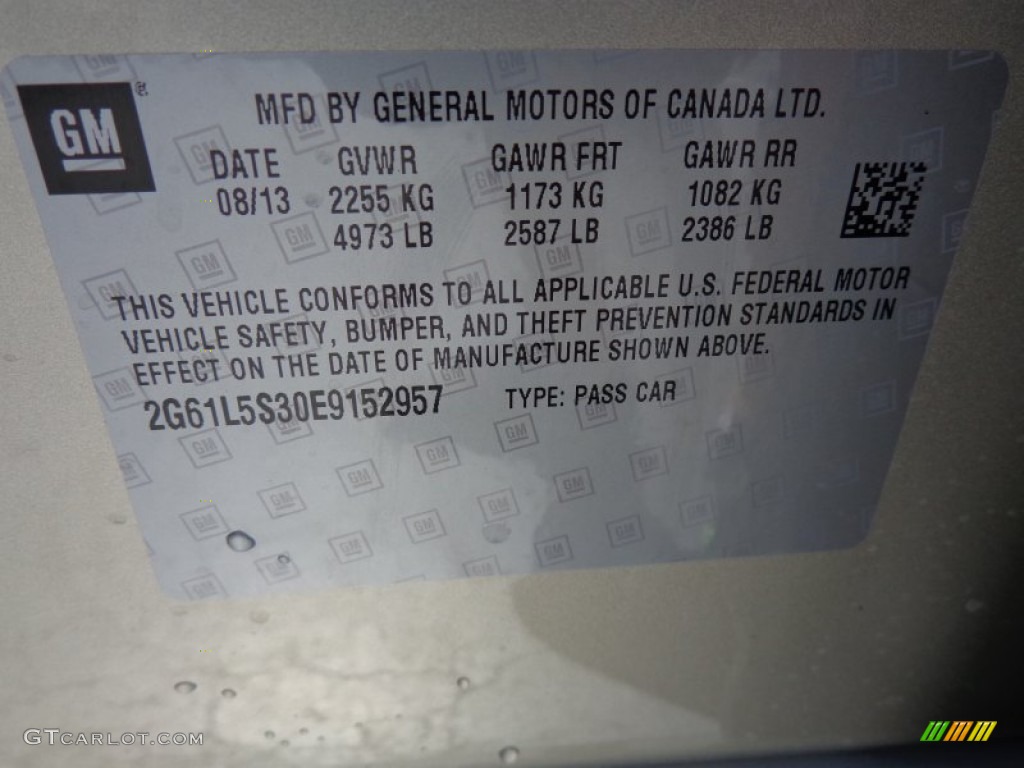 GM®
MFD BY GENERAL MOTORS OF CANADA LTD.
DATE GVWR GAWR FRT GAWR RR
08/13 2255 KG 1173 KG 1082 KG
4973 LB 2587 LB 2386 LB
THIS VEHICLE CONFORMS TO ALL APPLICABLE U.S. FEDERAL MOTOR
VEHICLE SAFETY, BUMPER, AND THEFT PREVENTION STANDARDS IN
EFFECT ON THE DATE OF MANUFACTURE SHOWN ABOVE.
2G61L5S30E9152957 TYPE: PASS CAR
GTCARLOT.COM